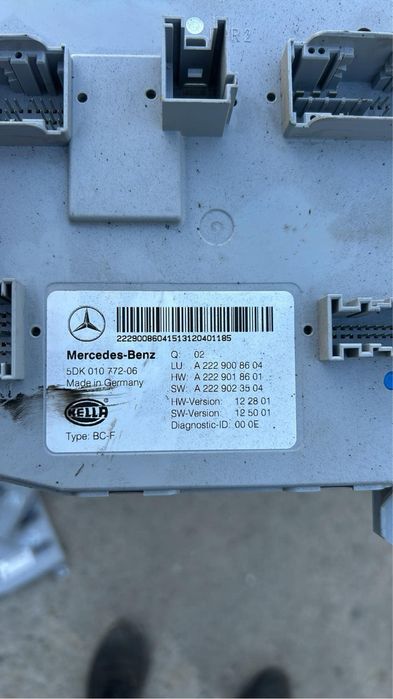 R2
22290086041513120401185
Mercedes-Benz
Q: 02
5DK 010 772-06
LU: A 222 900 86 04
Made in Germany
HW: A 222 901 86 01
SW: A 222 902 35 04
HELLA
HW-Version: 12 28 01
SW-Version: 12 50 01
Type: BC-F
Diagnostic-ID: 00 0E